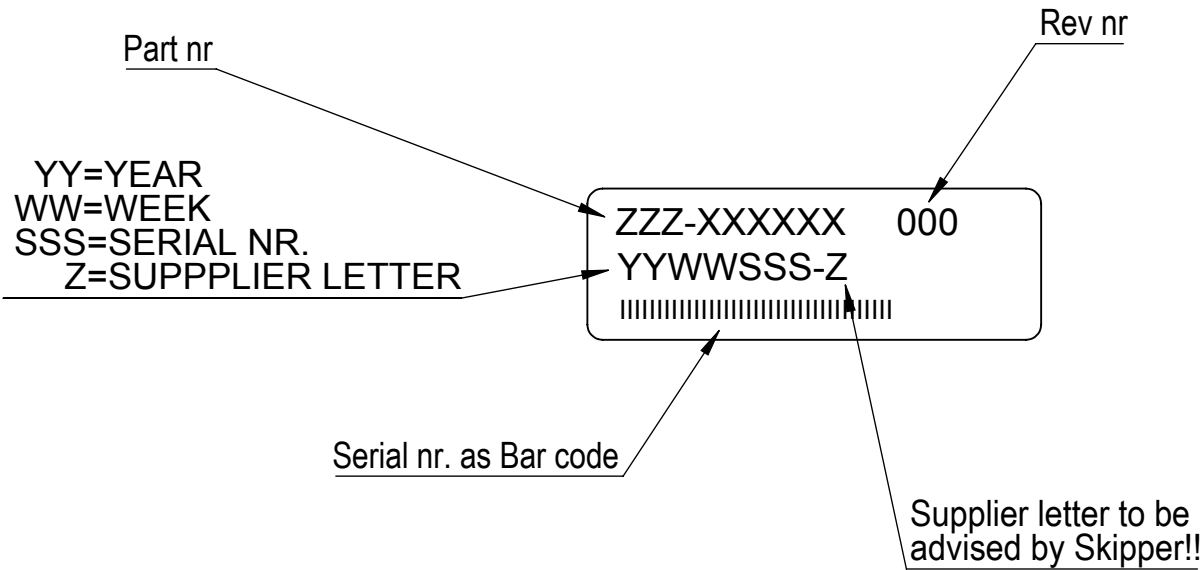 Rev nr
Part nr
YY=YEAR
WW=WEEK
SSS=SERIAL NR.
Z=SUPPPLIER LETTER
ZZZ-XXXXXX 000
YYWWSSS-Z
Serial nr. as Bar code
Supplier letter to be
advised by Skipper!!